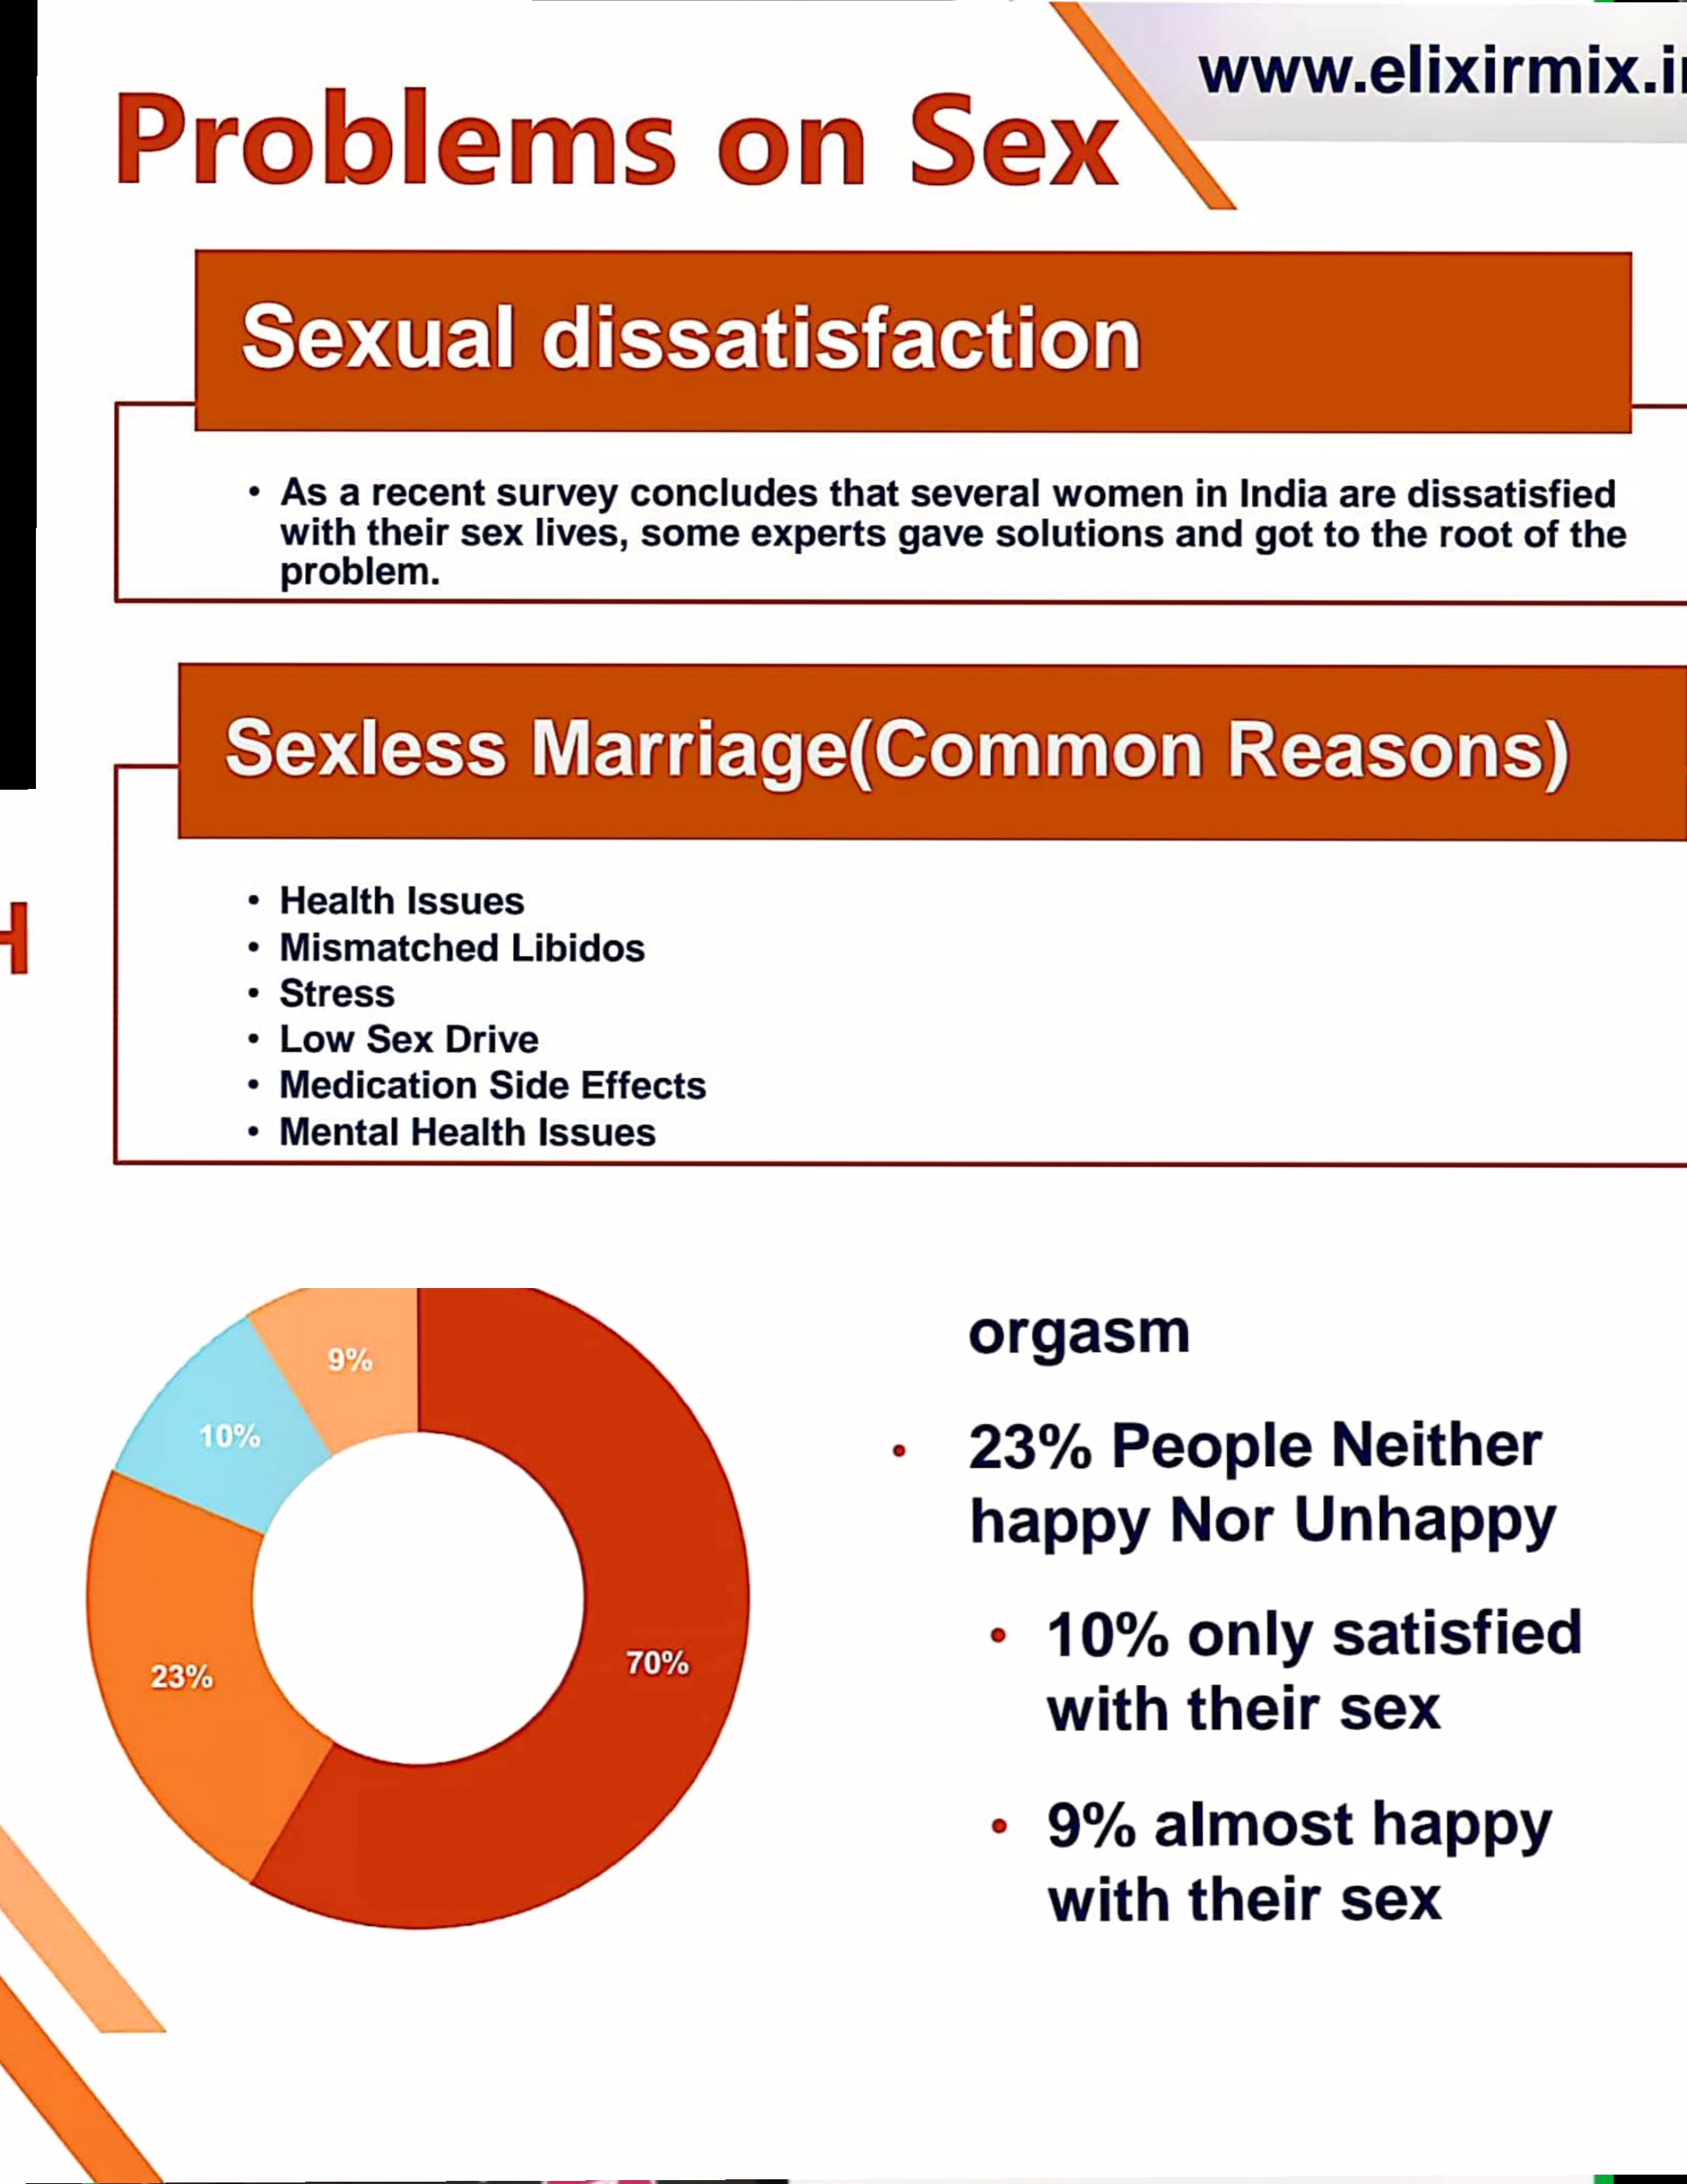 www.elixirmix.i
Problems on Sex
Sexual dissatisfaction
• As a recent survey concludes that several women in India are dissatisfied
with their sex lives, some experts gave solutions and got to the root of the
problem.
Sexless Marriage(Common Reasons)
• Health Issues
• Mismatched Libidos
• Stress
• Low Sex Drive
• Medication Side Effects
• Mental Health Issues
H
9%
10%
23%
70%
orgasm
• 23% People Neither
happy Nor Unhappy
• 10% only satisfied
with their sex
• 9% almost happy
with their sex